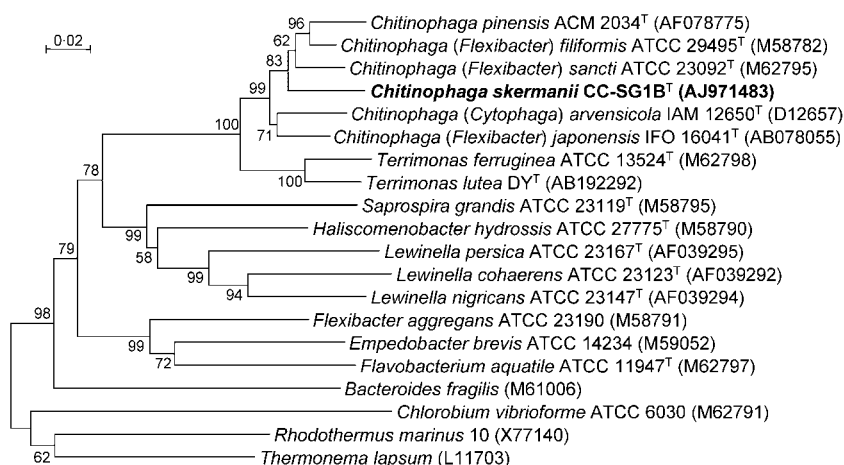 96
Chitinophaga pinensis ACM 2034T (AF078775)
0·02
62
Chitinophaga (Flexibacter) filiformis ATCC 29495T (M58782)
83
Chitinophaga (Flexibacter) sancti ATCC 23092T (M62795)
99
Chitinophaga skermanii CC-SG1BT (AJ971483)
Chitinophaga (Cytophaga) arvensicola IAM 12650T (D12657)
100
71
Chitinophaga (Flexibacter) japonensis IFO 16041T (AB078055)
Terrimonas ferruginea ATCC 13524T (M62798)
78
100
Terrimonas lutea DYT (AB192292)
Saprospira grandis ATCC 23119T (M58795)
99
Haliscomenobacter hydrossis ATCC 27775T (M58790)
79
58
Lewinella persica ATCC 23167T (AF039295)
99
Lewinella cohaerens ATCC 23123T (AF039292)
94
Lewinella nigricans ATCC 23147T (AF039294)
98
Flexibacter aggregans ATCC 23190 (M58791)
99
Empedobacter brevis ATCC 14234 (M59052)
72
Flavobacterium aquatile ATCC 11947T (M62797)
Bacteroides fragilis (M61006)
Chlorobium vibrioforme ATCC 6030 (M62791)
Rhodothermus marinus 10 (X77140)
62
Thermonema lapsum (L11703)